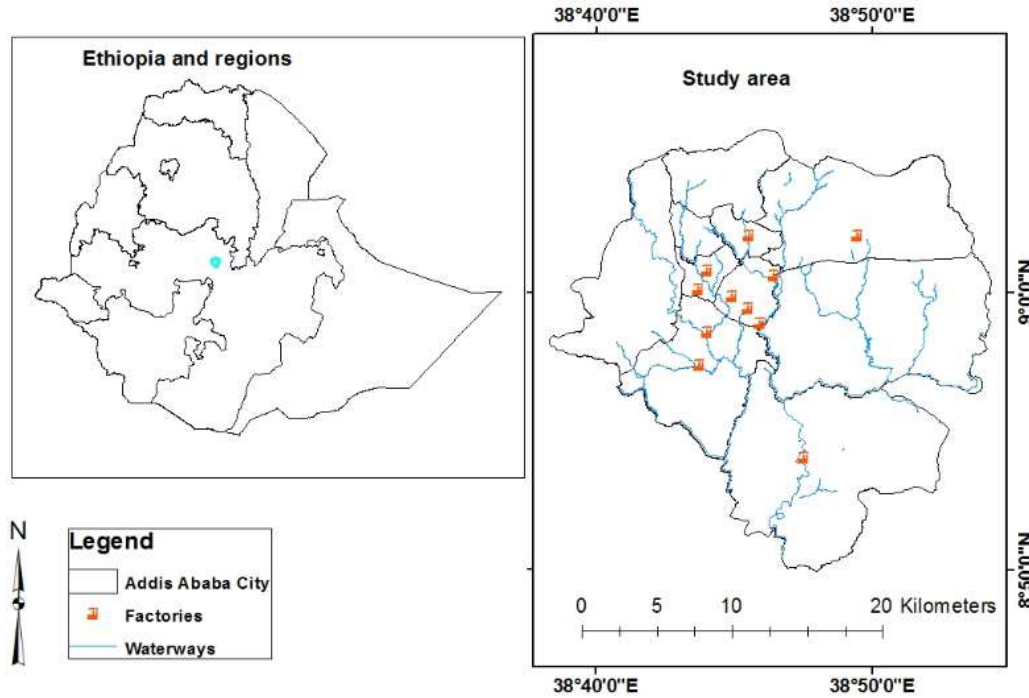 38°40'0"E
38°50'0"E
Ethiopia and regions
Study area
9°0'0"N
8°50'0"N
N
Legend
Addis Ababa City
Factories
Waterways
0 5 10 20 Kilometers
38°40'0"E
38°50'0"E